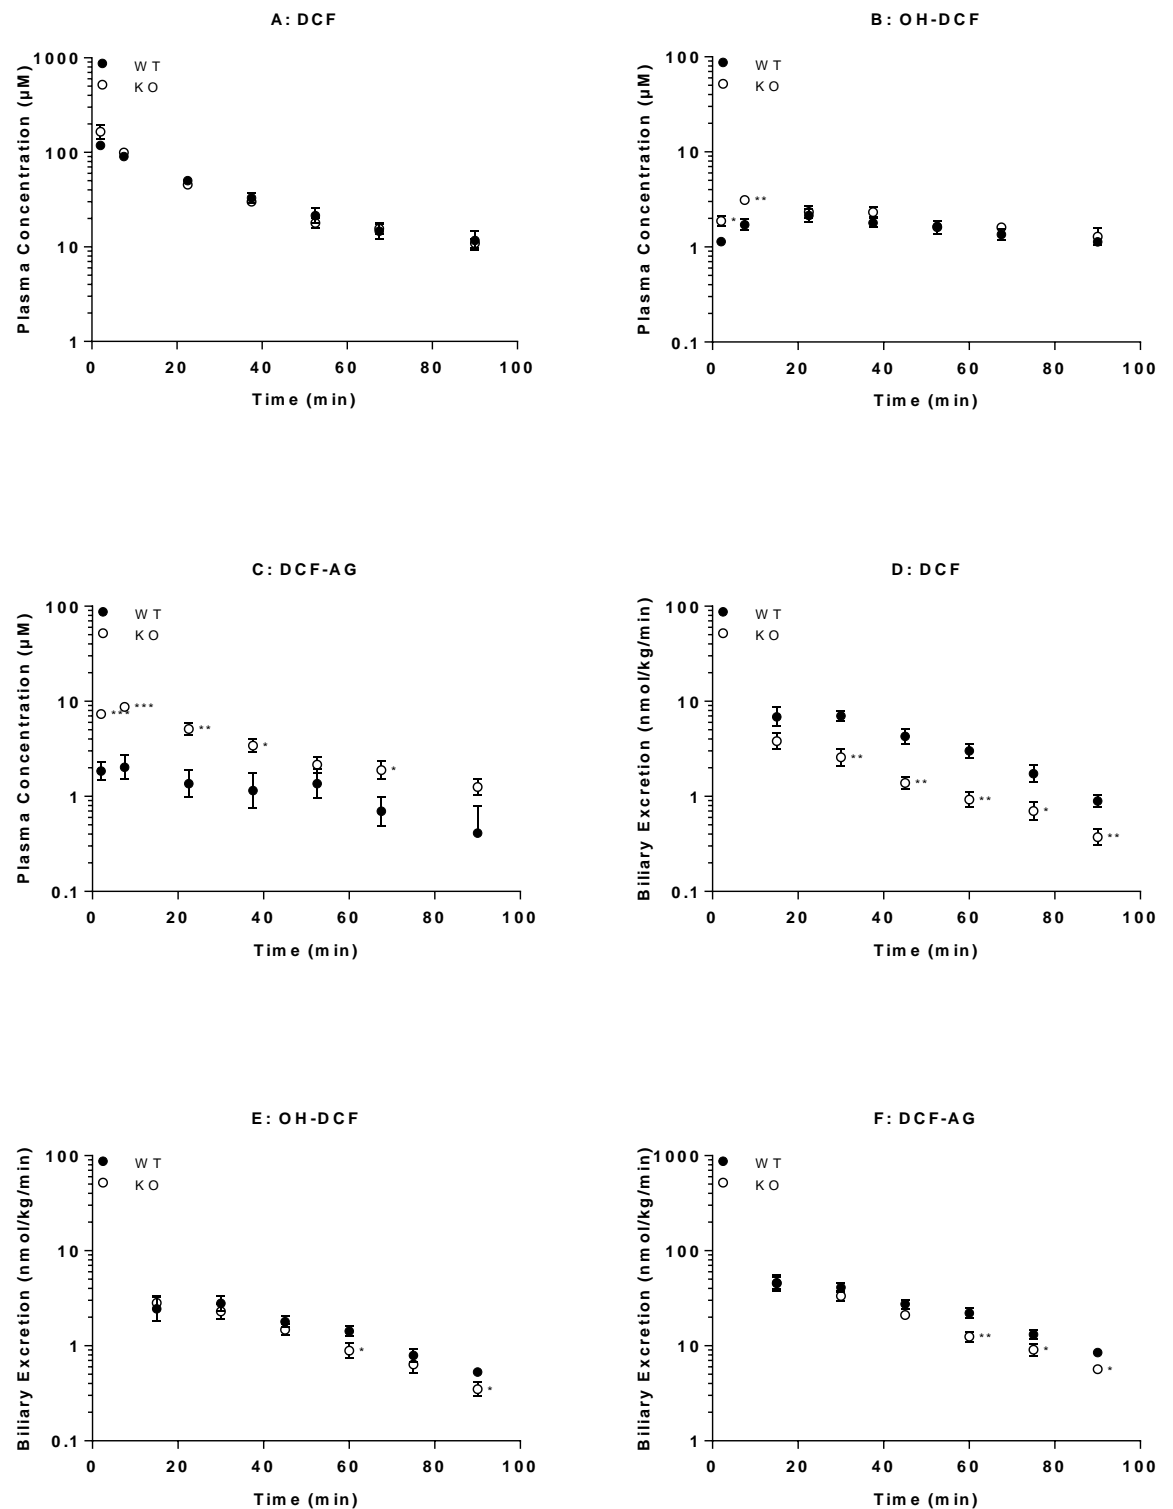 A: DCF
Plasma Concentration (µM)
1000
100
10
1
WT
KO
0 20 40 60 80 100
Time (min)
B: OH-DCF
Plasma Concentration (µM)
100
10
1
0.1
WT
KO
*
**
0 20 40 60 80 100
Time (min)
C: DCF-AG
Plasma Concentration (µM)
100
10
1
0.1
WT
KO
***
***
**
*
*
0 20 40 60 80 100
Time (min)
D: DCF
Biliary Excretion (nmol/kg/min)
100
10
1
0.1
WT
KO
**
**
**
*
**
0 20 40 60 80 100
Time (min)
E: OH-DCF
Biliary Excretion (nmol/kg/min)
100
10
1
0.1
WT
KO
*
*
0 20 40 60 80 100
Time (min)
F: DCF-AG
Biliary Excretion (nmol/kg/min)
1000
100
10
1
WT
KO
**
*
*
0 20 40 60 80 100
Time (min)